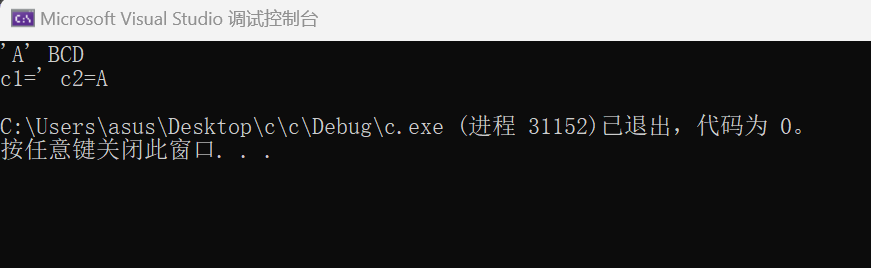 Microsoft Visual Studio 调试控制台
'A' BCD
c1=' c2=A
C:\Users\asus\Desktop\c\c\Debug\c.exe (进程 31152)已退出，代码为 0。
按任意键关闭此窗口. . .